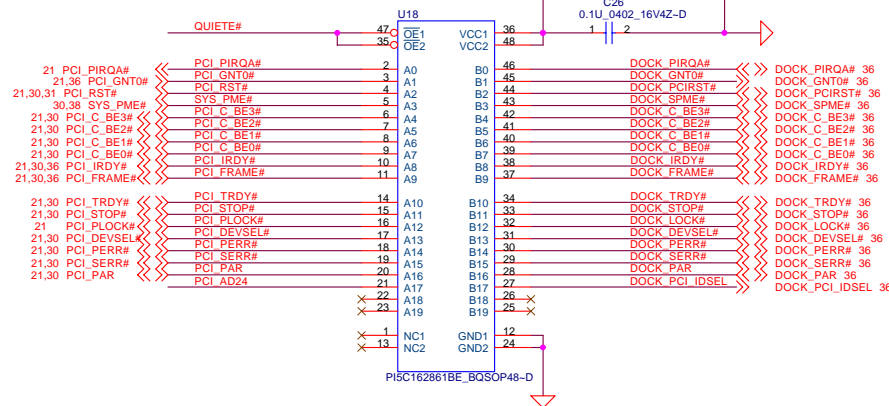 C26
U18
0.1U_0402_16V4Z~D
QUIETE# 47 OE1 VCC1 36 1 2
35 OE2 VCC2 48
21 PCI_PIRQA# PCI_PIRQA# 2 A0 B0 46 DOCK_PIRQA# DOCK_PIRQA# 36
21,36 PCI_GNT0# PCI_GNT0# 3 A1 B1 45 DOCK_GNT0# DOCK_GNT0# 36
21,30,31 PCI_RST# PCI_RST# 4 A2 B2 44 DOCK_PCIRST# DOCK_PCIRST# 36
30,38 SYS_PME# SYS_PME# 5 A3 B3 43 DOCK_SPME# DOCK_SPME# 36
21,30 PCI_C_BE3# PCI_C_BE3# 6 A4 B4 42 DOCK_C_BE3# DOCK_C_BE3# 36
21,30 PCI_C_BE2# PCI_C_BE2# 7 A5 B5 41 DOCK_C_BE2# DOCK_C_BE2# 36
21,30 PCI_C_BE1# PCI_C_BE1# 8 A6 B6 40 DOCK_C_BE1# DOCK_C_BE1# 36
21,30 PCI_C_BE0# PCI_C_BE0# 9 A7 B7 39 DOCK_C_BE0# DOCK_C_BE0# 36
21,30,36 PCI_IRDY# PCI_IRDY# 10 A8 B8 38 DOCK_IRDY# DOCK_IRDY# 36
21,30,36 PCI_FRAME# PCI_FRAME# 11 A9 B9 37 DOCK_FRAME# DOCK_FRAME# 36
21,30 PCI_TRDY# PCI_TRDY# 14 A10 B10 34 DOCK_TRDY# DOCK_TRDY# 36
21,30 PCI_STOP# PCI_STOP# 15 A11 B11 33 DOCK_STOP# DOCK_STOP# 36
21 PCI_PLOCK# PCI_PLOCK# 16 A12 B12 32 DOCK_LOCK# DOCK_LOCK# 36
21,30 PCI_DEVSEL# PCI_DEVSEL# 17 A13 B13 31 DOCK_DEVSEL# DOCK_DEVSEL# 36
21,30 PCI_PERR# PCI_PERR# 18 A14 B14 30 DOCK_PERR# DOCK_PERR# 36
21,30 PCI_SERR# PCI_SERR# 19 A15 B15 29 DOCK_SERR# DOCK_SERR# 36
21,30 PCI_PAR PCI_PAR 20 A16 B16 28 DOCK_PAR DOCK_PAR 36
PCI_AD24 21 A17 B17 27 DOCK_PCI_IDSEL DOCK_PCI_IDSEL 36
22 A18 B18 26
23 A19 B19 25
1 NC1 GND1 12
13 NC2 GND2 24
PI5C162861BE_BQSOP48~D